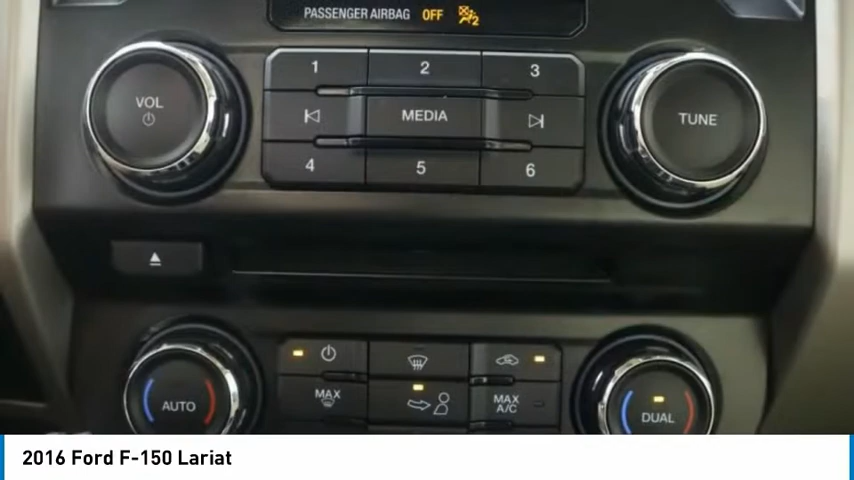 PASSENGER AIRBAG OFF 2
VOL
1 2 3
MEDIA
TUNE
4 5 6
AUTO
MAX
MAX A/C
DUAL
2016 Ford F-150 Lariat